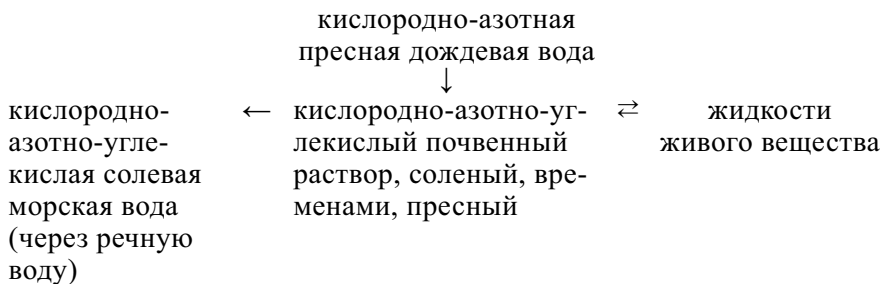 кислородно-азотная
пресная дождевая вода
↓
кислородно-
азотно-угле-
кислая солевая
морская вода
(через речную
воду)
←
кислородно-азотно-уг-
лекислый почвенный
раствор, соленый, вре-
менами, пресный
⇄
жидкости
живого вещества